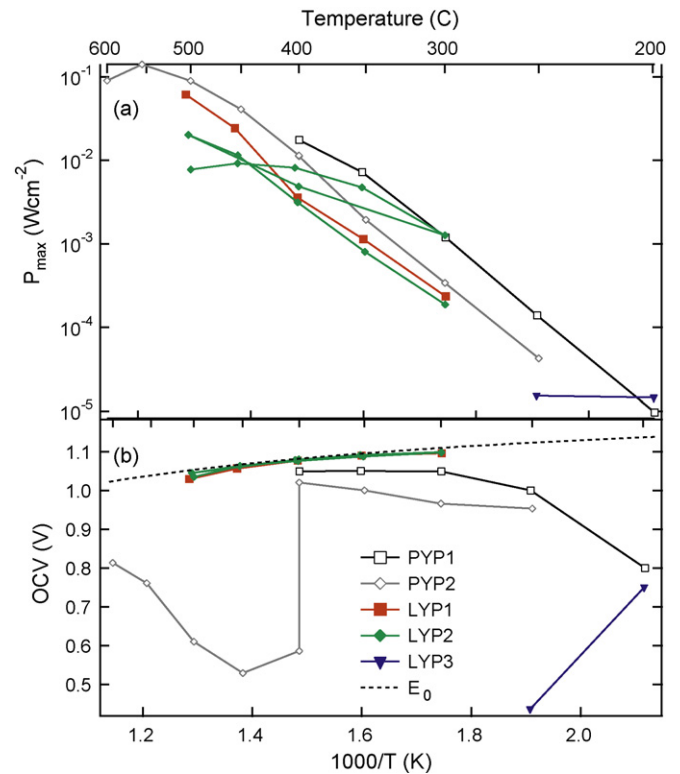 Temperature (C)
600 500 400 300 200
10-1
(a)
10-2
Pmax (Wcm-2)
10-3
10-4
10-5
(b)
1.1
1.0
0.9
OCV (V)
0.8
0.7
0.6
0.5
PYP1
PYP2
LYP1
LYP2
LYP3
E0
1.2 1.4 1.6 1.8 2.0
1000/T (K)